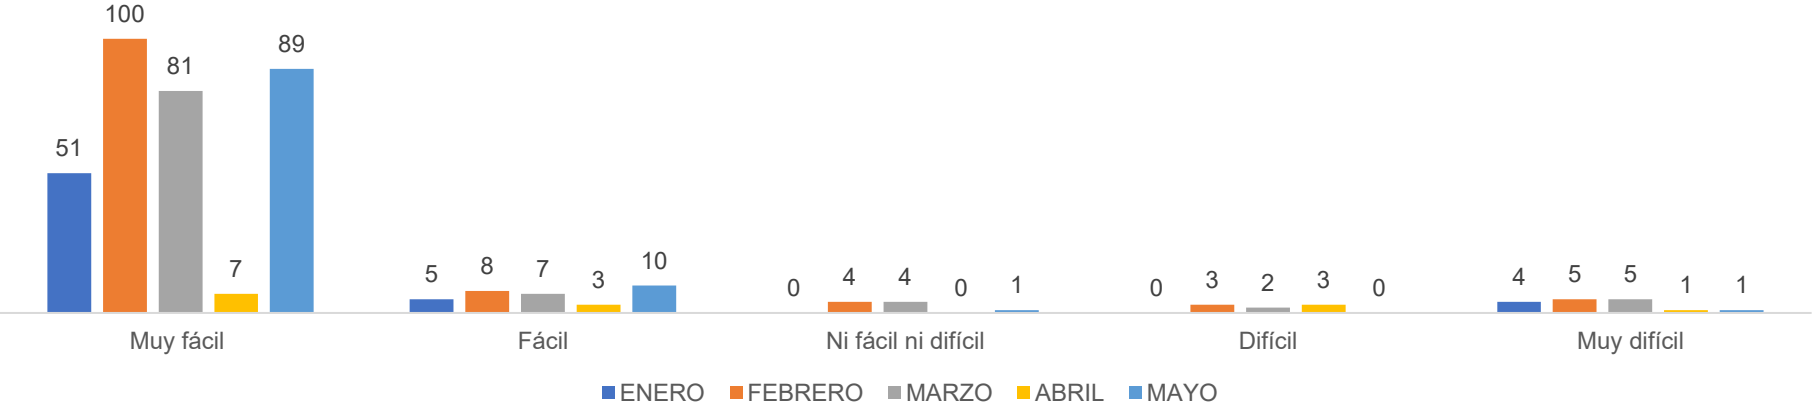 100
89
81
51
7
5 8 7 3 10
0 4 4 0 1
0 3 2 3 0
4 5 5 1 1
Muy fácil Fácil Ni fácil ni difícil Difícil Muy difícil
ENERO FEBRERO MARZO ABRIL MAYO